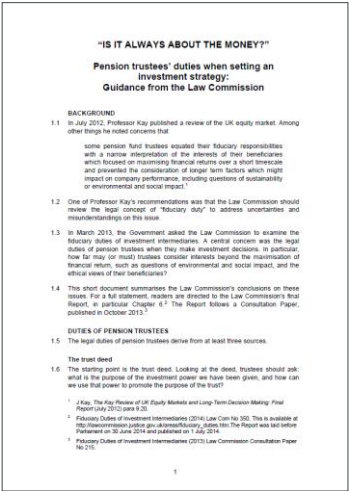 “IS IT ALWAYS ABOUT THE MONEY?”
Pension trustees’ duties when setting an
investment strategy:
Guidance from the Law Commission
BACKGROUND
1.1 In July 2012, Professor Kay published a review of the UK equity market. Among
other things he noted concerns that
some pension fund trustees equated their fiduciary responsibilities
with a narrow interpretation of the interests of their beneficiaries
which focused on maximising financial returns over a short timescale
and prevented the consideration of longer term factors which might
impact on company performance, including questions of sustainability
or environmental and social impact.1
1.2 One of Professor Kay’s recommendations was that the Law Commission should
review the legal concept of “fiduciary duty” to address uncertainties and
misunderstandings on this issue.
1.3 In March 2013, the Government asked the Law Commission to examine the
fiduciary duties of investment intermediaries. A central concern was the legal
duties of pension trustees when they make investment decisions. In particular,
how far may (or must) trustees consider interests beyond the maximisation of
financial return, such as questions of environmental and social impact, and the
ethical views of their beneficiaries?
1.4 This short document summarises the Law Commission’s conclusions on these
issues. For a full statement, readers are directed to the Law Commission’s final
Report, in particular Chapter 6.2 The Report follows a Consultation Paper,
published in October 2013.3
DUTIES OF PENSION TRUSTEES
1.5 The legal duties of pension trustees derive from at least three sources.
The trust deed
1.6 The starting point is the trust deed. Looking at the deed, trustees should ask:
what is the purpose of the investment power we have been given, and how can
we use that power to promote the purpose of the trust?
1 J Kay, The Kay Review of UK Equity Markets and Long-Term Decision Making: Final
Report (July 2012) para 9.20.
2 Fiduciary Duties of Investment Intermediaries (2014) Law Com No 350. This is available at
http://lawcommission.justice.gov.uk/areas/fiduciary_duties.htm.The Report was laid before
Parliament on 30 June 2014 and published on 1 July 2014.
3 Fiduciary Duties of Investment Intermediaries (2013) Law Commission Consultation Paper
No 215.
1